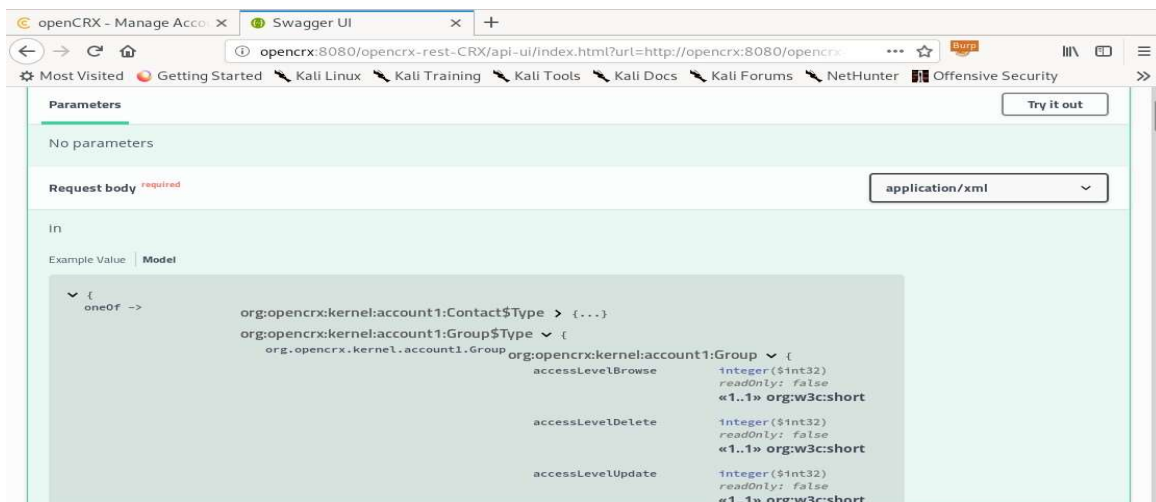 openCRX - Manage Acco
Swagger UI
opencrx:8080/opencrx-rest-CRX/api-ui/index.html?url=http://opencrx:8080/opencrx
Burp
Most Visited Getting Started Kali Linux Kali Training Kali Tools Kali Docs Kali Forums NetHunter Offensive Security
Parameters
Try it out
No parameters
Request body required
application/xml
In
Example Value Model
{
oneOf ->
org:opencrx:kernel:account1:Contact$Type > {...}
org:opencrx:kernel:account1:Group$Type {
org.opencrx.kernel.account1.Group org:opencrx:kernel:account1:Group {
accessLevelBrowse integer($int32)
readOnly: false
«1..1» org:w3c:short
accessLevelDelete integer($int32)
readOnly: false
«1..1» org:w3c:short
accessLevelUpdate integer($int32)
readOnly: false
«1..1» org:w3c:short